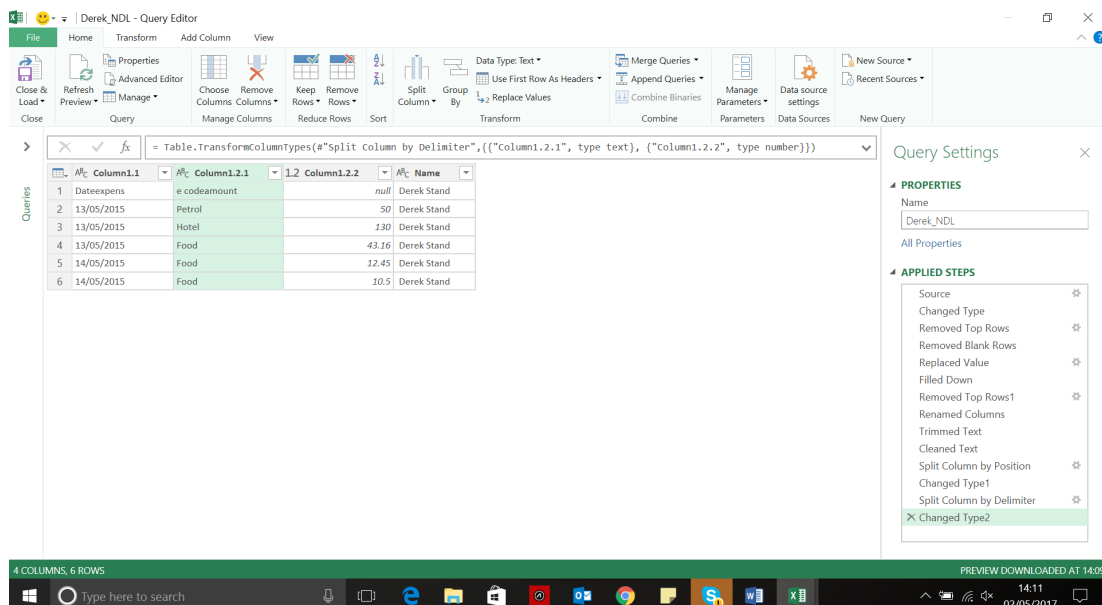 Derek_NDL - Query Editor
File Home Transform Add Column View
Close & Load
Close
Refresh Preview
Properties
Advanced Editor
Manage
Query
Choose Columns
Remove Columns
Manage Columns
Keep Rows
Remove Rows
Reduce Rows
Sort
Split Column
Group By
Data Type: Text
Use First Row As Headers
Replace Values
Transform
Merge Queries
Append Queries
Combine Binaries
Combine
Manage Parameters
Parameters
Data source settings
Data Sources
New Source
Recent Sources
New Query
= Table.TransformColumnTypes(#"Split Column by Delimiter",{{"Column1.2.1", type text}, {"Column1.2.2", type number}})
Queries
Column1.1 Column1.2.1 1.2 Column1.2.2 Name
1 Dateexpens e codeamount null Derek Stand
2 13/05/2015 Petrol 50 Derek Stand
3 13/05/2015 Hotel 130 Derek Stand
4 13/05/2015 Food 43.16 Derek Stand
5 14/05/2015 Food 12.45 Derek Stand
6 14/05/2015 Food 10.5 Derek Stand
Query Settings
PROPERTIES
Name
Derek_NDL
All Properties
APPLIED STEPS
Source
Changed Type
Removed Top Rows
Removed Blank Rows
Replaced Value
Filled Down
Removed Top Rows1
Renamed Columns
Trimmed Text
Cleaned Text
Split Column by Position
Changed Type1
Split Column by Delimiter
Changed Type2
4 COLUMNS, 6 ROWS
PREVIEW DOWNLOADED AT 14:09
Type here to search
14:11
02/05/2017